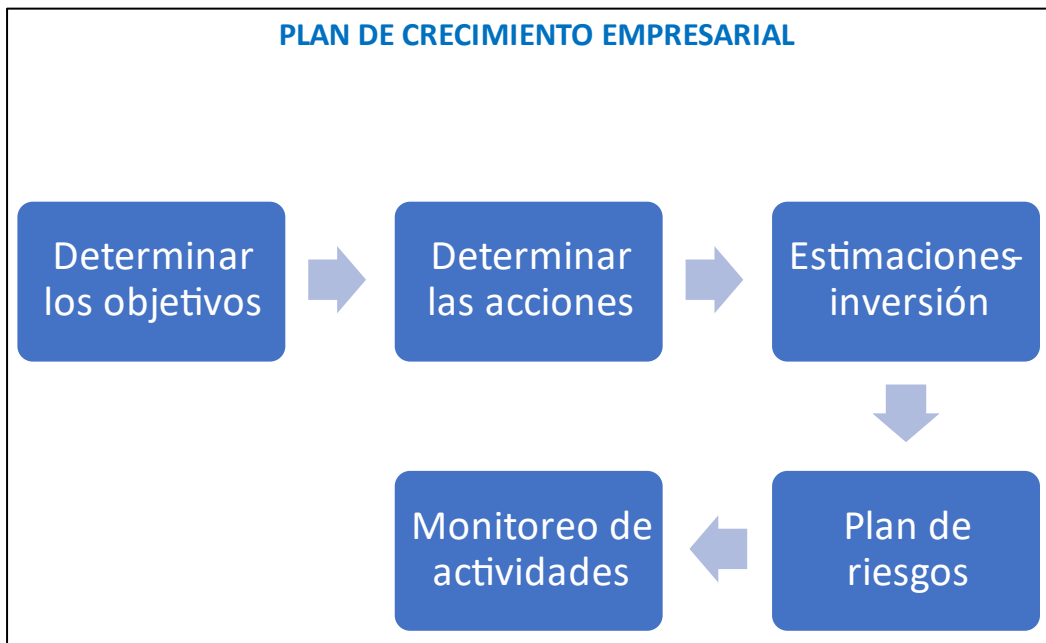 PLAN DE CRECIMIENTO EMPRESARIAL
Determinar
los objetivos
Determinar
las acciones
Estimaciones-
inversión
Plan de
riesgos
Monitoreo de
actividades